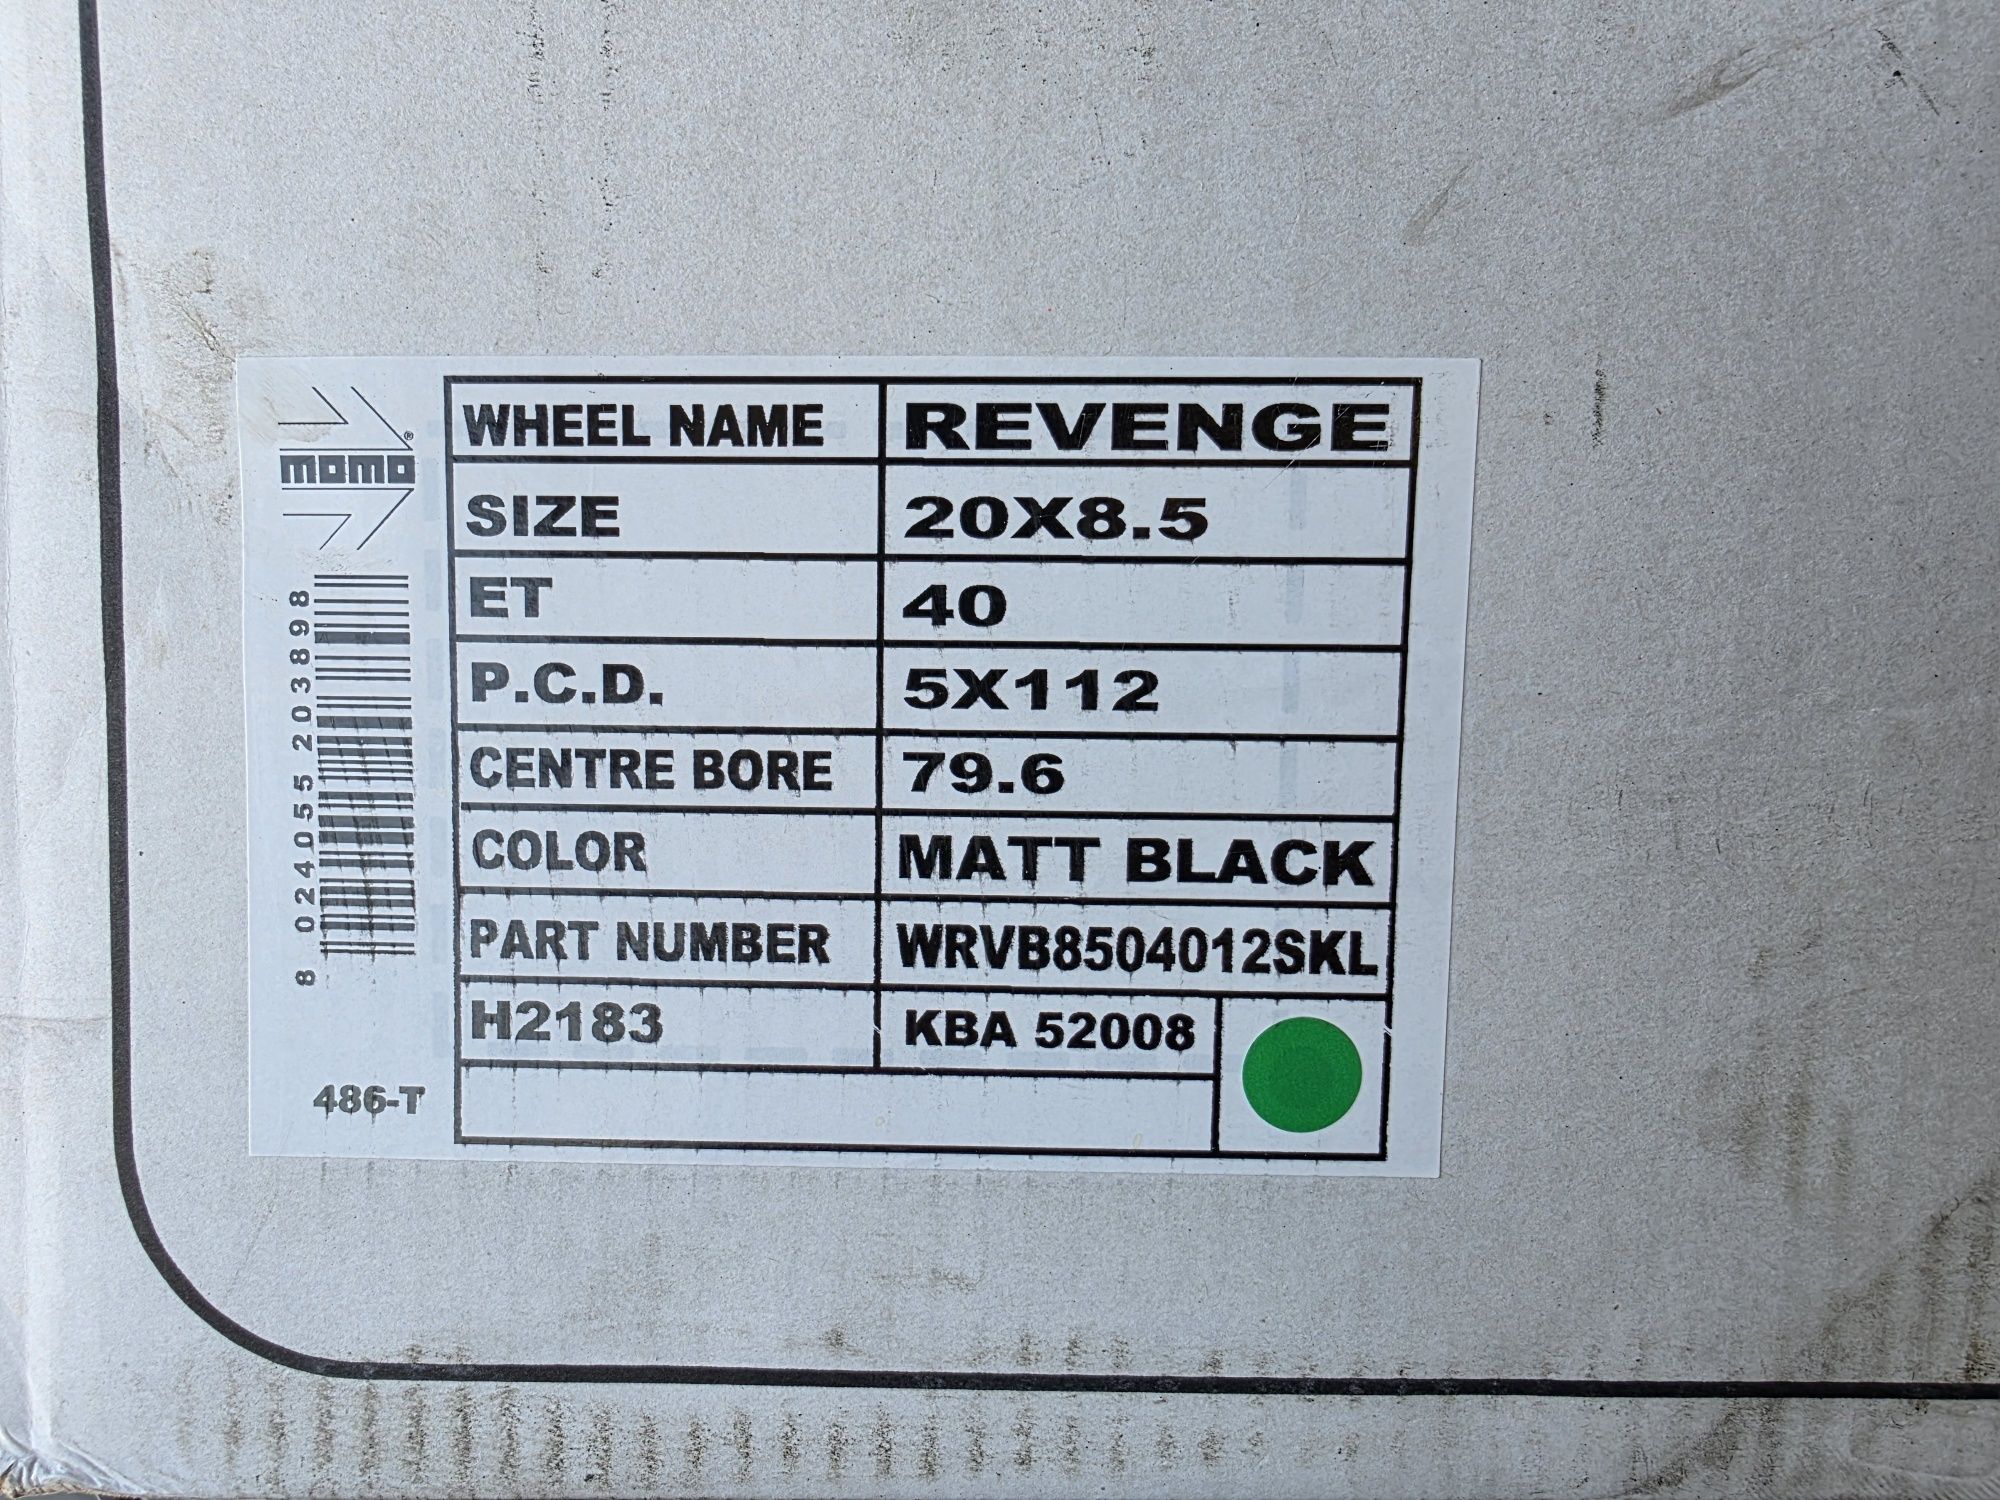 momo®
8 024055 203898
486-T
WHEEL NAME REVENGE
SIZE 20X8.5
ET 40
P.C.D. 5X112
CENTRE BORE 79.6
COLOR MATT BLACK
PART NUMBER WRVB8504012SKL
H2183 KBA 52008